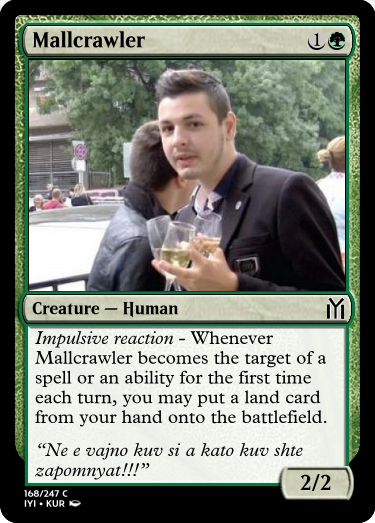 Mallcrawler 1
Creature — Human
Impulsive reaction - Whenever
Mallcrawler becomes the target of a
spell or an ability for the first time
each turn, you may put a land card
from your hand onto the battlefield.
“Ne e vajno kuv si a kato kuv shte
zapomnyat!!!”
2/2
168/247 C
IYI • KUR